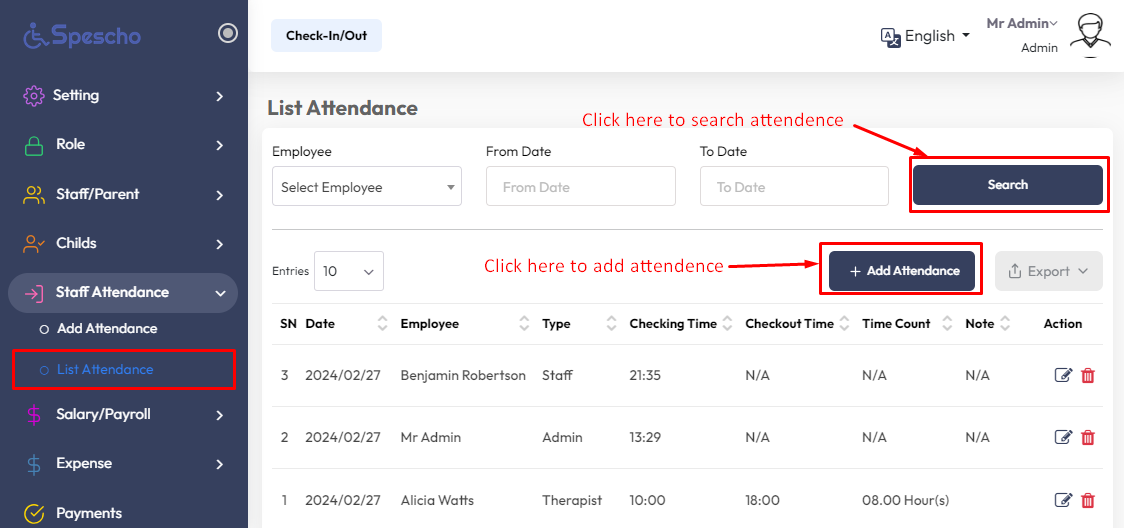 Spescho
Setting
Role
Staff/Parent
Childs
Staff Attendance
Add Attendance
List Attendance
Salary/Payroll
Expense
Payments
Check-In/Out
A English
Mr Admin
Admin
List Attendance
Click here to search attendence
Employee From Date To Date
Select Employee From Date To Date Search
Click here to add attendence
Entries 10 + Add Attendance Export
SN Date Employee Type Checking Time Checkout Time Time Count Note Action
3 2024/02/27 Benjamin Robertson Staff 21:35 N/A N/A N/A
2 2024/02/27 Mr Admin Admin 13:29 N/A N/A N/A
1 2024/02/27 Alicia Watts Therapist 10:00 18:00 08.00 Hour(s)